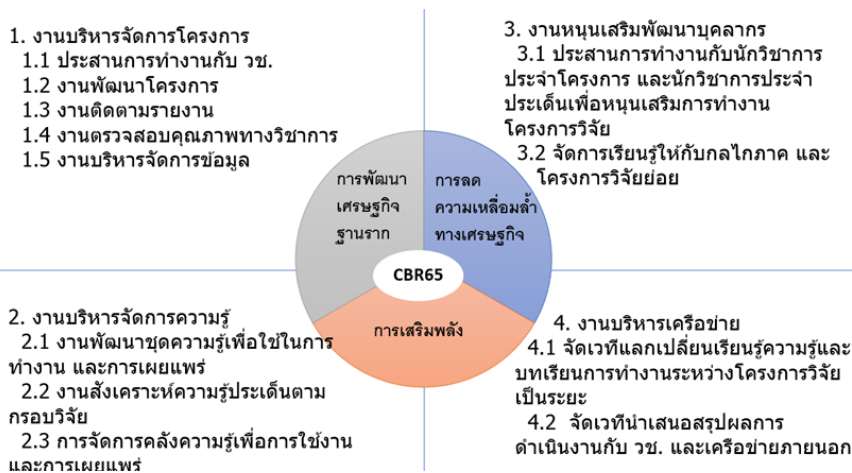 1. งานบริหารจัดการโครงการ
1.1 ประสานการทำงานกับ วช.
1.2 งานพัฒนาโครงการ
1.3 งานติดตามรายงาน
1.4 งานตรวจสอบคุณภาพทางวิชาการ
1.5 งานบริหารจัดการข้อมูล
3. งานหนุนเสริมพัฒนาบุคลากร
3.1 ประสานการทำงานกับนักวิชาการ
ประจำโครงการ และนักวิชาการประจำ
ประเด็นเพื่อหนุนเสริมการทำงาน
โครงการวิจัย
3.2 จัดการเรียนรู้ให้กับกลไกภาค และ
โครงการวิจัยย่อย
การพัฒนา
เศรษฐกิจ
ฐานราก
การลด
ความเหลื่อมล้ำ
ทางเศรษฐกิจ
CBR65
การเสริมพลัง
2. งานบริหารจัดการความรู้
2.1 งานพัฒนาชุดความรู้เพื่อใช้ในการ
ทำงาน และการเผยแพร่
2.2 งานสังเคราะห์ความรู้ประเด็นตาม
กรอบวิจัย
2.3 การจัดการคลังความรู้เพื่อการใช้งาน
และการเผยแพร่
4. งานบริหารเครือข่าย
4.1 จัดเวทีแลกเปลี่ยนเรียนรู้ความรู้และ
บทเรียนการทำงานระหว่างโครงการวิจัย
เป็นระยะ
4.2 จัดเวทีนำเสนอสรุปผลการ
ดำเนินงานกับ วช. และเครือข่ายภายนอก